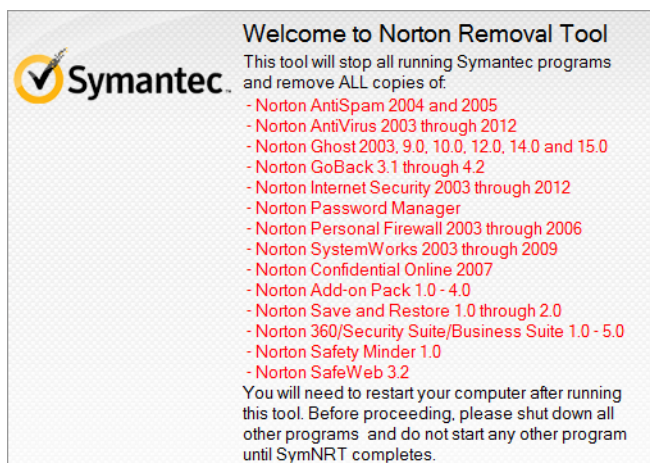 Symantec.
Welcome to Norton Removal Tool
This tool will stop all running Symantec programs
and remove ALL copies of:
- Norton AntiSpam 2004 and 2005
- Norton AntiVirus 2003 through 2012
- Norton Ghost 2003, 9.0, 10.0, 12.0, 14.0 and 15.0
- Norton GoBack 3.1 through 4.2
- Norton Internet Security 2003 through 2012
- Norton Password Manager
- Norton Personal Firewall 2003 through 2006
- Norton SystemWorks 2003 through 2009
- Norton Confidential Online 2007
- Norton Add-on Pack 1.0 - 4.0
- Norton Save and Restore 1.0 through 2.0
- Norton 360/Security Suite/Business Suite 1.0 - 5.0
- Norton Safety Minder 1.0
- Norton SafeWeb 3.2
You will need to restart your computer after running
this tool. Before proceeding, please shut down all
other programs and do not start any other program
until SymNRT completes.